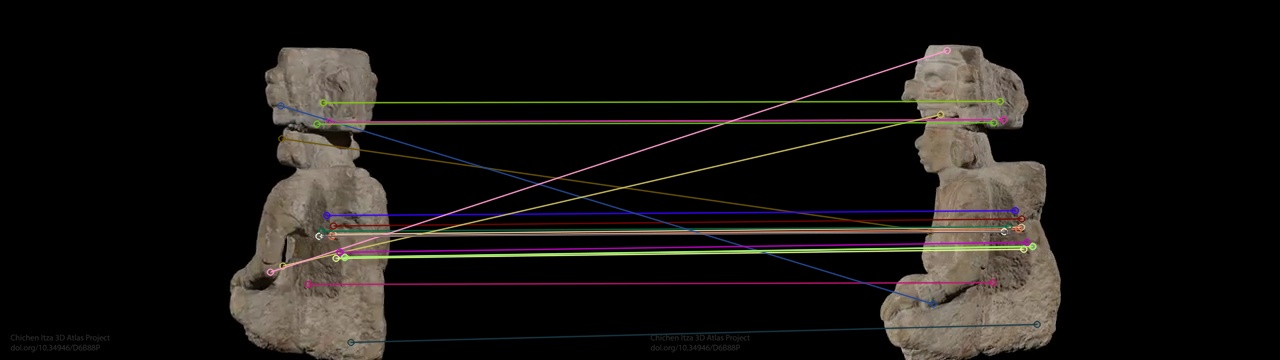 Chichen Itza 3D Atlas Project
doi.org/10.34946/D6B88P
Chichen Itza 3D Atlas Project
doi.org/10.34946/D6B88P